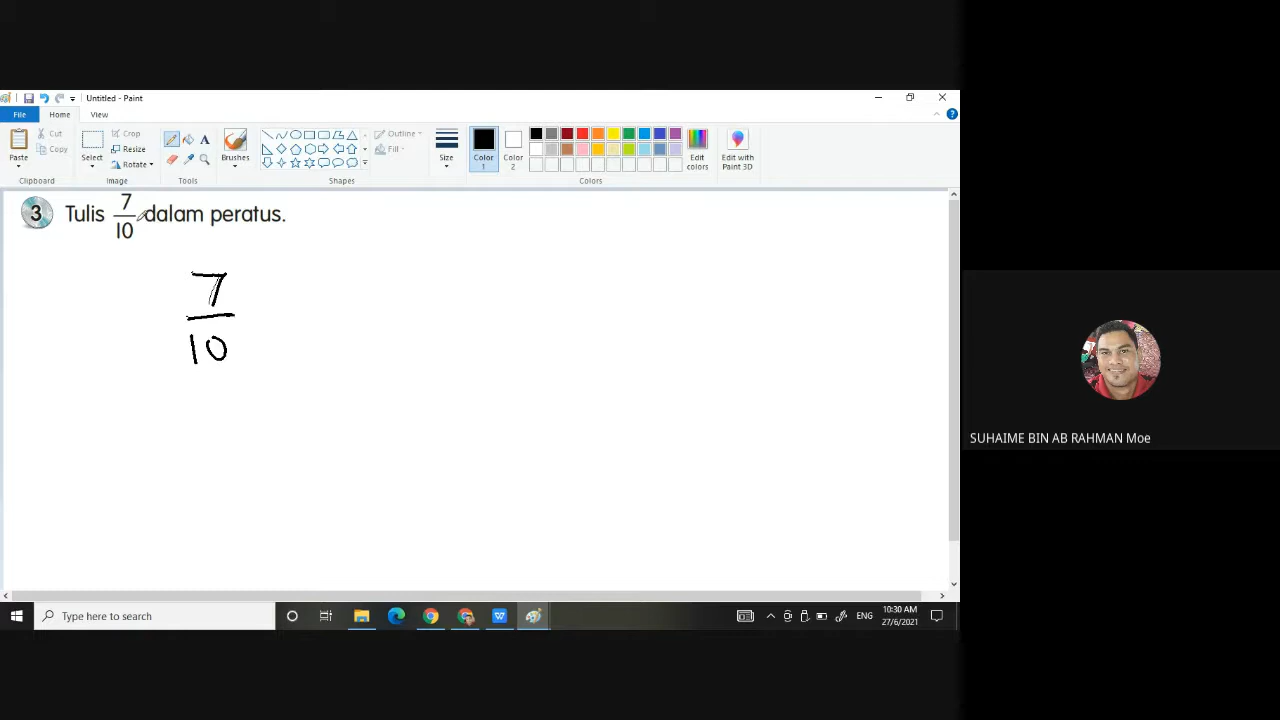 Untitled - Paint
File Home View
Paste
Cut
Copy
Clipboard
Select
Crop
Resize
Rotate
Image
Tools
Brushes
Shapes
Outline
Fill
Size
Color 1
Color 2
Edit colors
Colors
Edit with Paint 3D
3 Tulis 7/10 dalam peratus.
7
10
SUHAIME BIN AB RAHMAN Moe
Type here to search
ENG
10:30 AM
27/6/2021